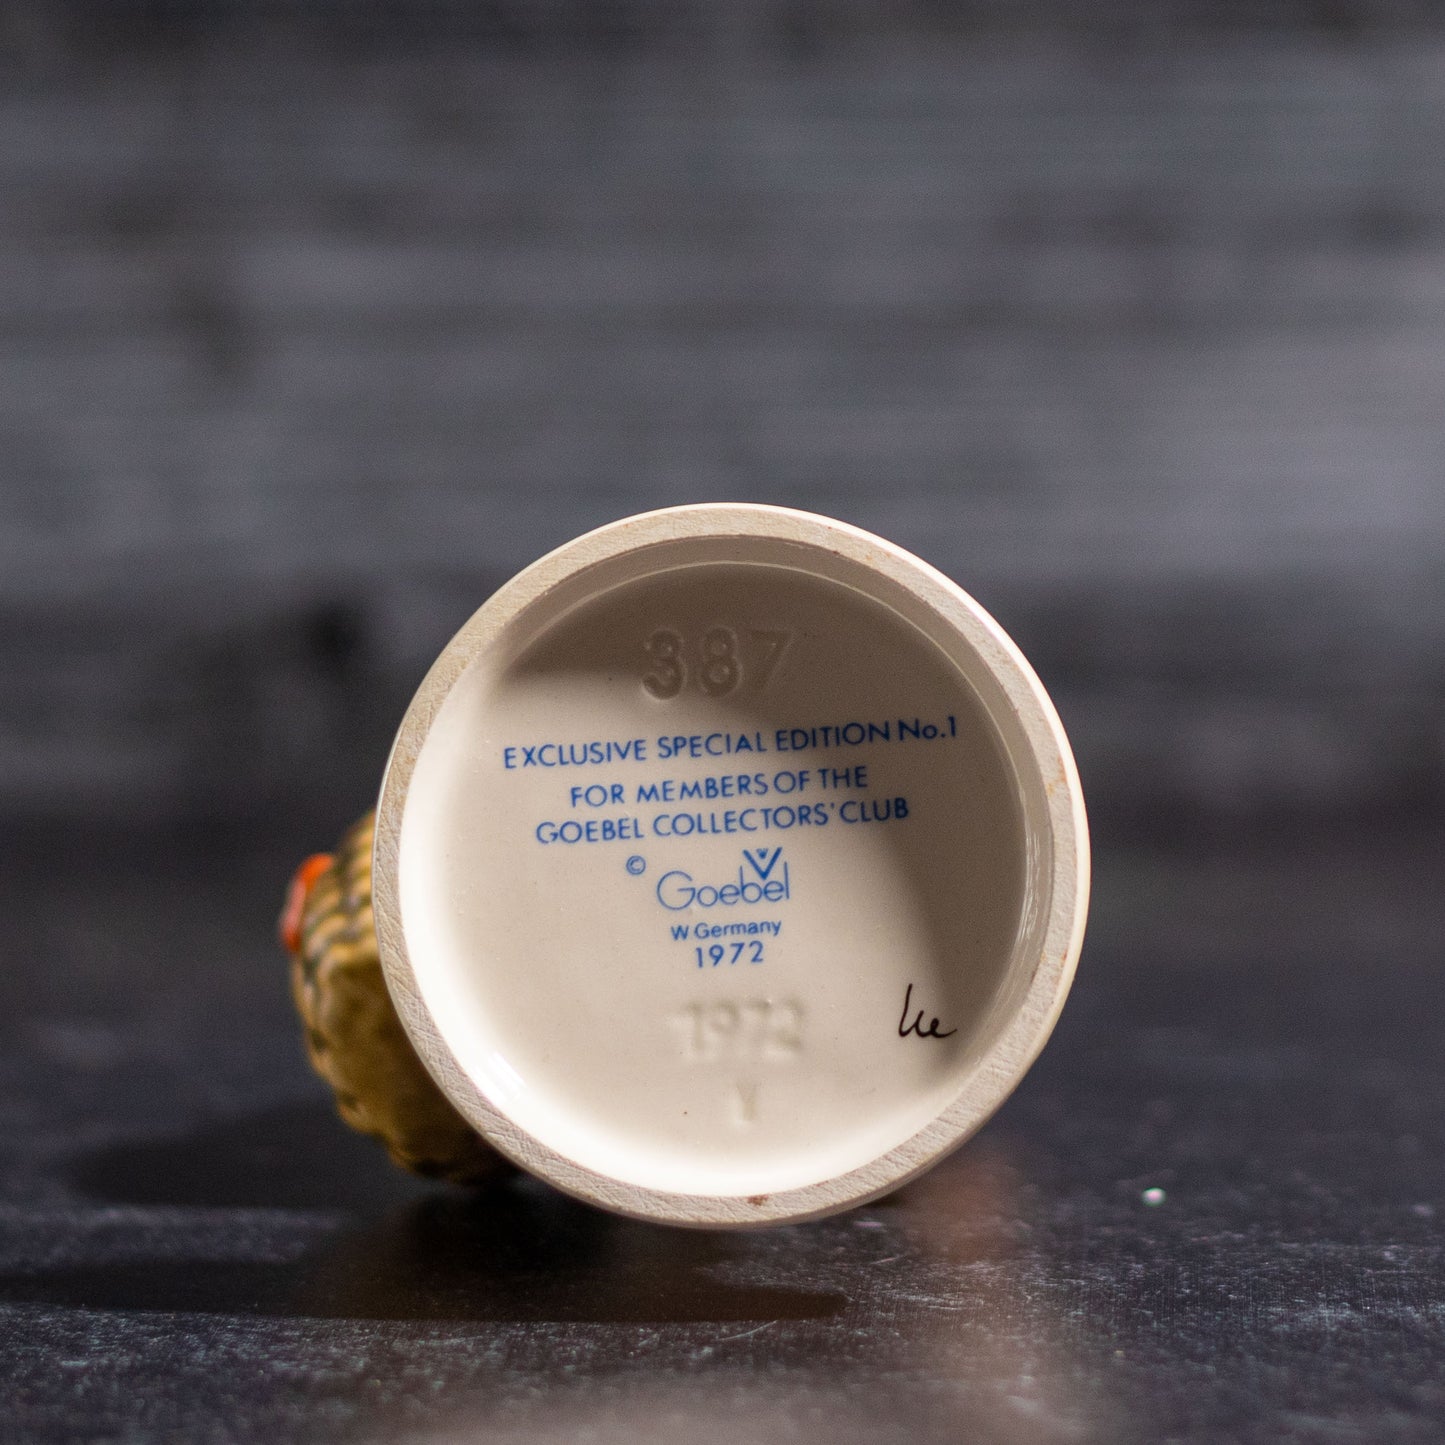 387
EXCLUSIVE SPECIAL EDITION No.1
FOR MEMBERS OF THE
GOEBEL COLLECTORS' CLUB
© Goebel
W Germany
1972
1972